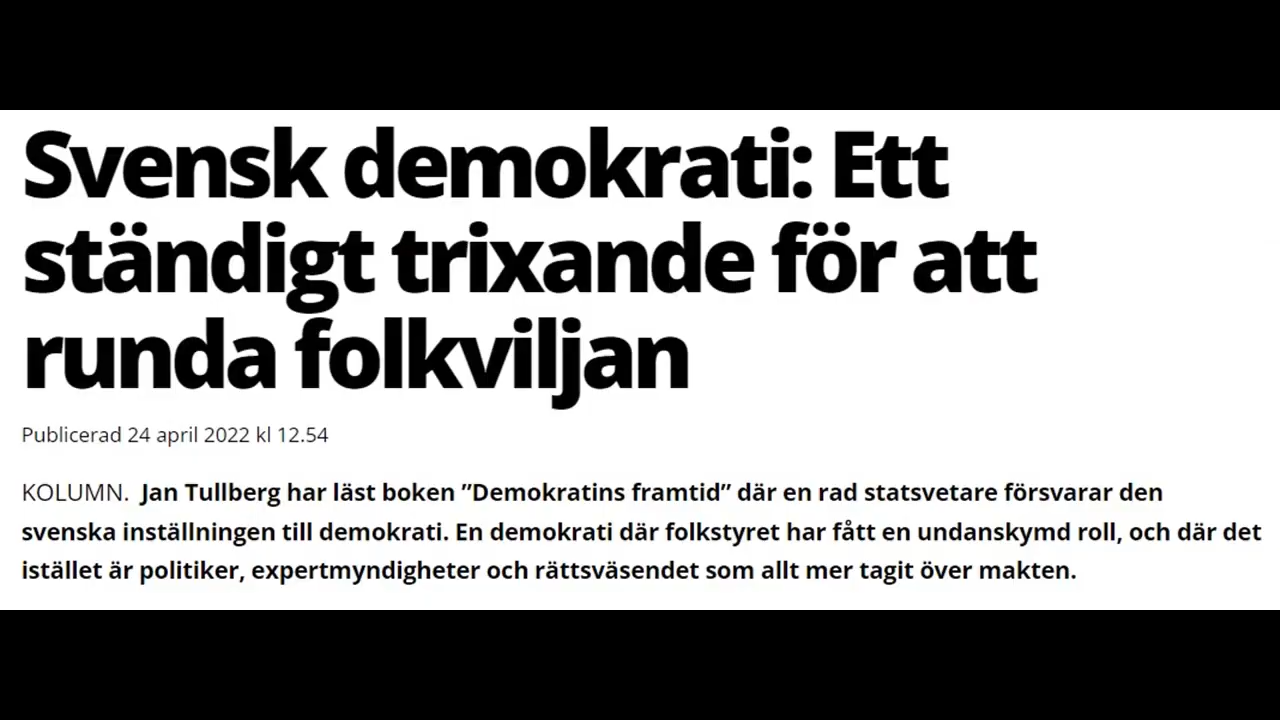 Svensk demokrati: Ett
ständigt trixande för att
runda folkviljan
Publicerad 24 april 2022 kl 12.54
KOLUMN. Jan Tullberg har läst boken ”Demokratins framtid” där en rad statsvetare försvarar den
svenska inställningen till demokrati. En demokrati där folkstyret har fått en undanskymd roll, och där det
istället är politiker, expertmyndigheter och rättsväsendet som allt mer tagit över makten.